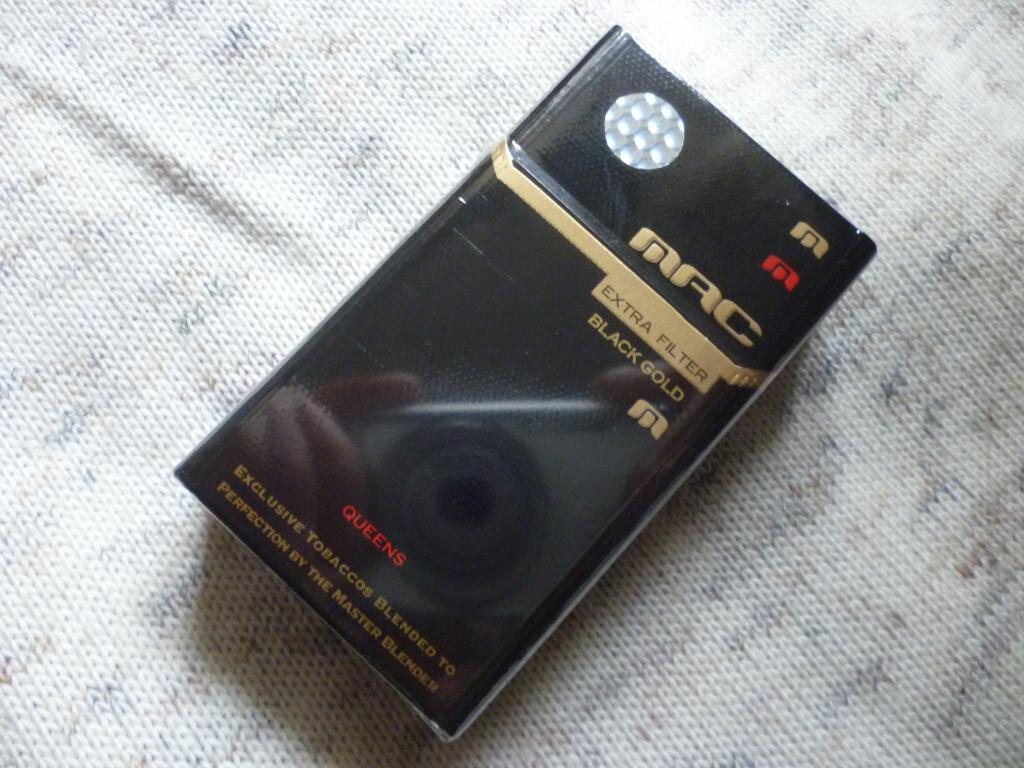 m
m
mAC
EXTRA FILTER
BLACK GOLD
m
QUEENS
EXCLUSIVE TOBACCOS BLENDED TO
PERFECTION BY THE MASTER BLENDER